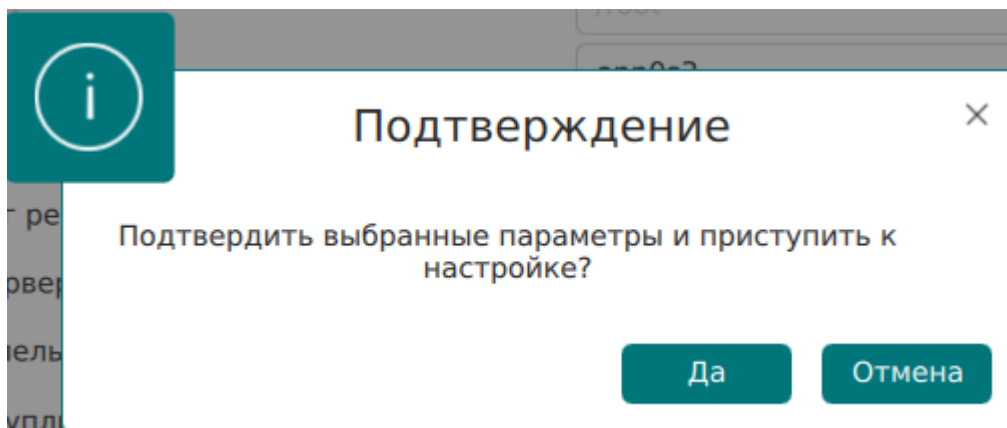 Подтверждение
Подтвердить выбранные параметры и приступить к
настройке?
Да
Отмена